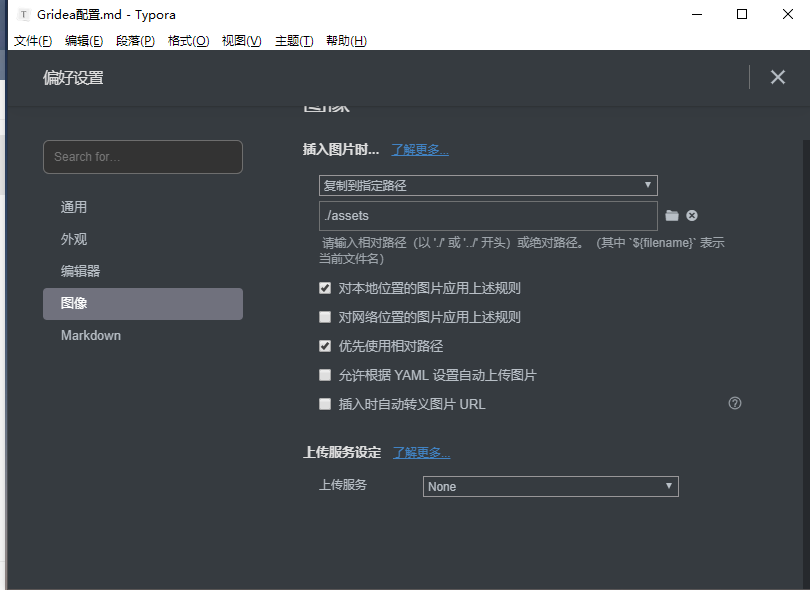 T Gridea配置.md - Typora
文件(F) 编辑(E) 段落(P) 格式(O) 视图(V) 主题(T) 帮助(H)
偏好设置
图像
Search for...
通用
外观
编辑器
图像
Markdown
插入图片时... 了解更多...
复制到指定路径
./assets
请输入相对路径（以 './' 或 '../' 开头）或绝对路径。（其中 `${filename}` 表示
当前文件名）
对本地位置的图片应用上述规则
对网络位置的图片应用上述规则
优先使用相对路径
允许根据 YAML 设置自动上传图片
插入时自动转义图片 URL
上传服务设定 了解更多...
上传服务 None